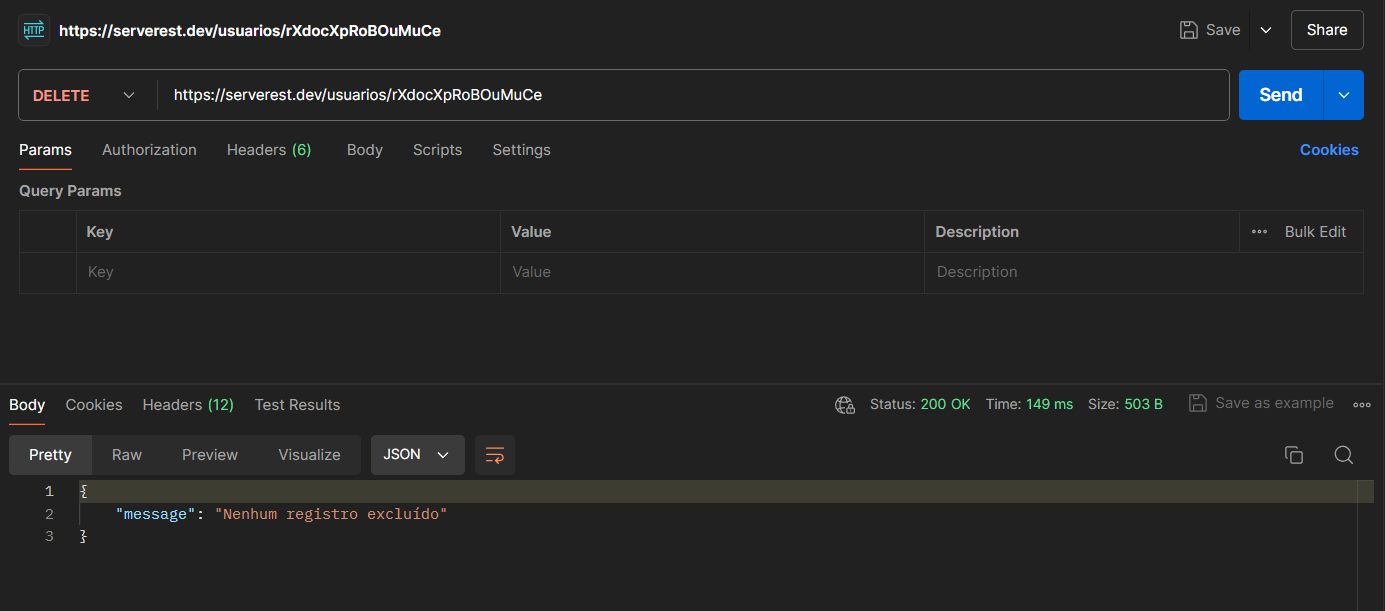 HTTP https://serverest.dev/usuarios/rXdocXpRoBOuMuCe Save Share
DELETE https://serverest.dev/usuarios/rXdocXpRoBOuMuCe Send
Params Authorization Headers (6) Body Scripts Settings Cookies
Query Params
Key Value Description Bulk Edit
Key Value Description
Body Cookies Headers (12) Test Results Status: 200 OK Time: 149 ms Size: 503 B Save as example
Pretty Raw Preview Visualize JSON
1 {
2 "message": "Nenhum registro excluído"
3 }